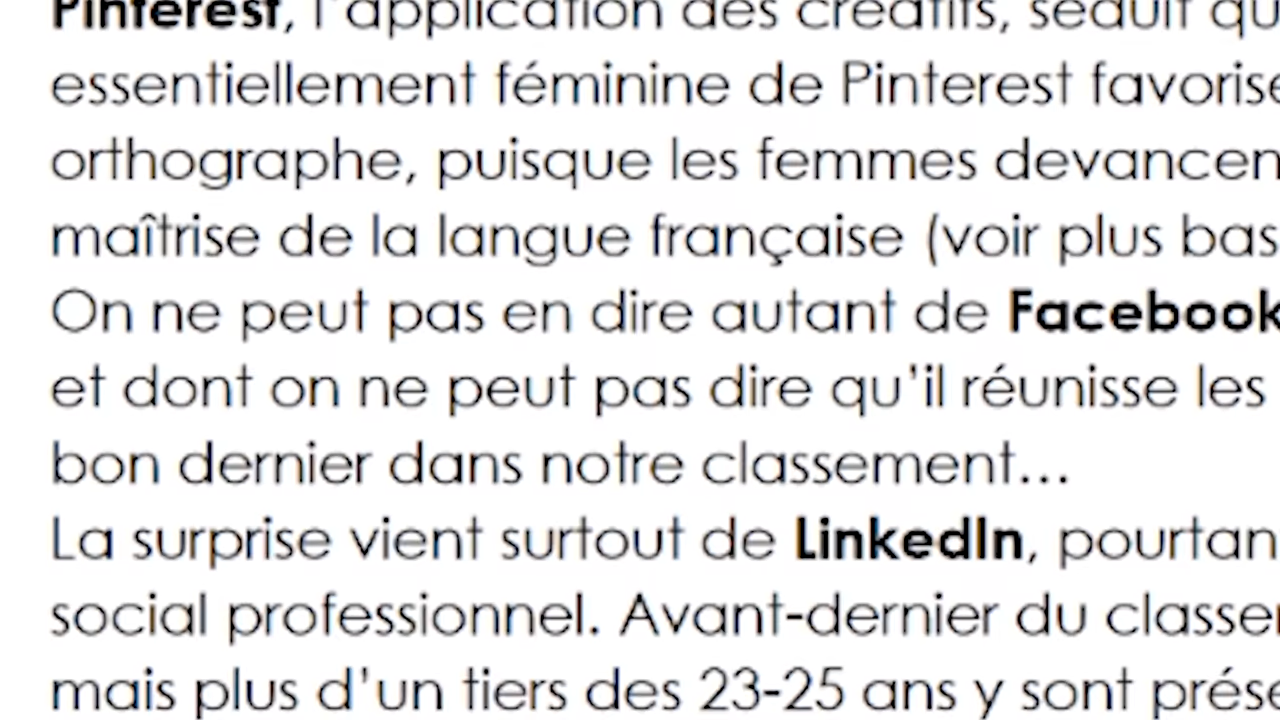 Pinterest, l'application des créatifs, séduit qu
essentiellement féminine de Pinterest favorise
orthographe, puisque les femmes devancen
maîtrise de la langue française (voir plus bas
On ne peut pas en dire autant de Facebook
et dont on ne peut pas dire qu'il réunisse les
bon dernier dans notre classement...
La surprise vient surtout de LinkedIn, pourtan
social professionnel. Avant-dernier du classer
mais plus d'un tiers des 23-25 ans y sont prése